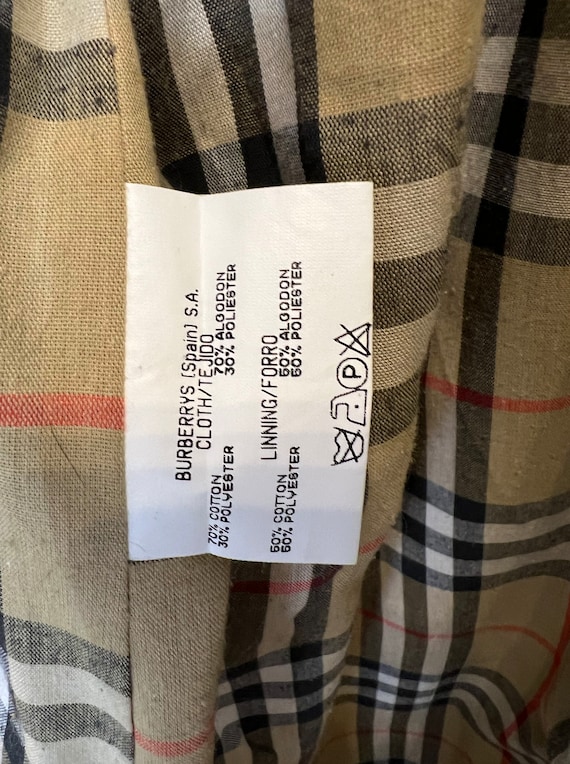 BURBERRYS (Spain) S.A.
CLOTH/TEJIDO
70% COTTON 70% ALGODON
30% POLYESTER 30% POLIESTER
LINNING/FORRO
50% COTTON 50% ALGODON
50% POLYESTER 50% POLIESTER
P